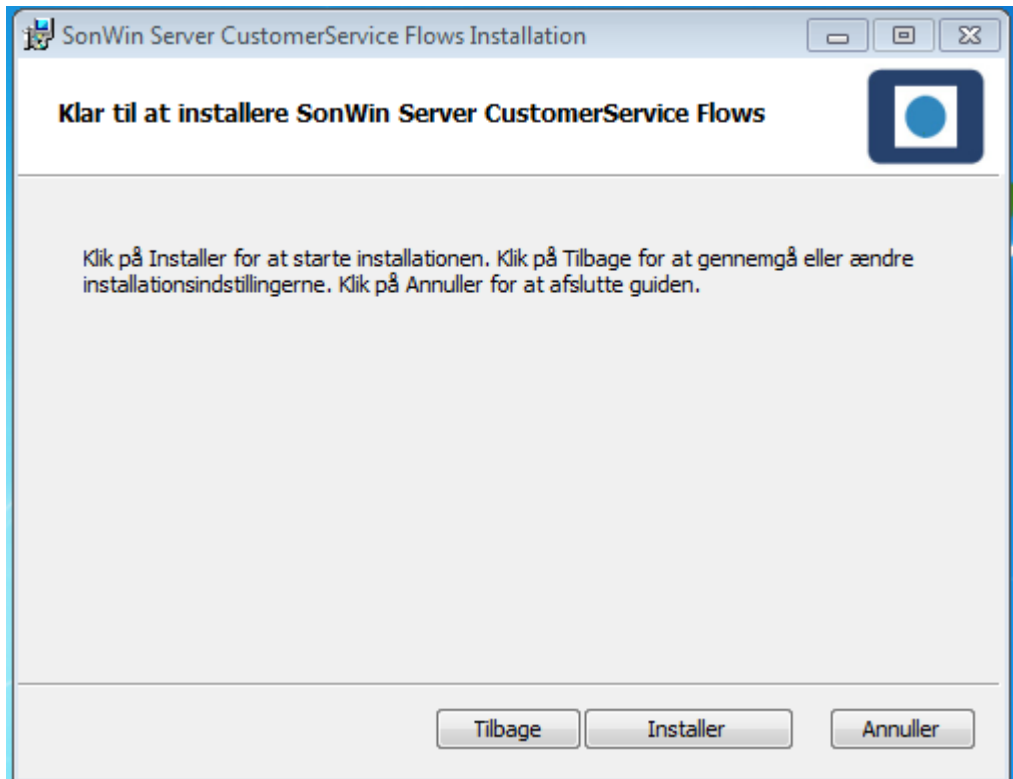 SonWin Server CustomerService Flows Installation
Klar til at installere SonWin Server CustomerService Flows
Klik på Installer for at starte installationen. Klik på Tilbage for at gennemgå eller ændre
installationsindstillingerne. Klik på Annuller for at afslutte guiden.
Tilbage
Installer
Annuller